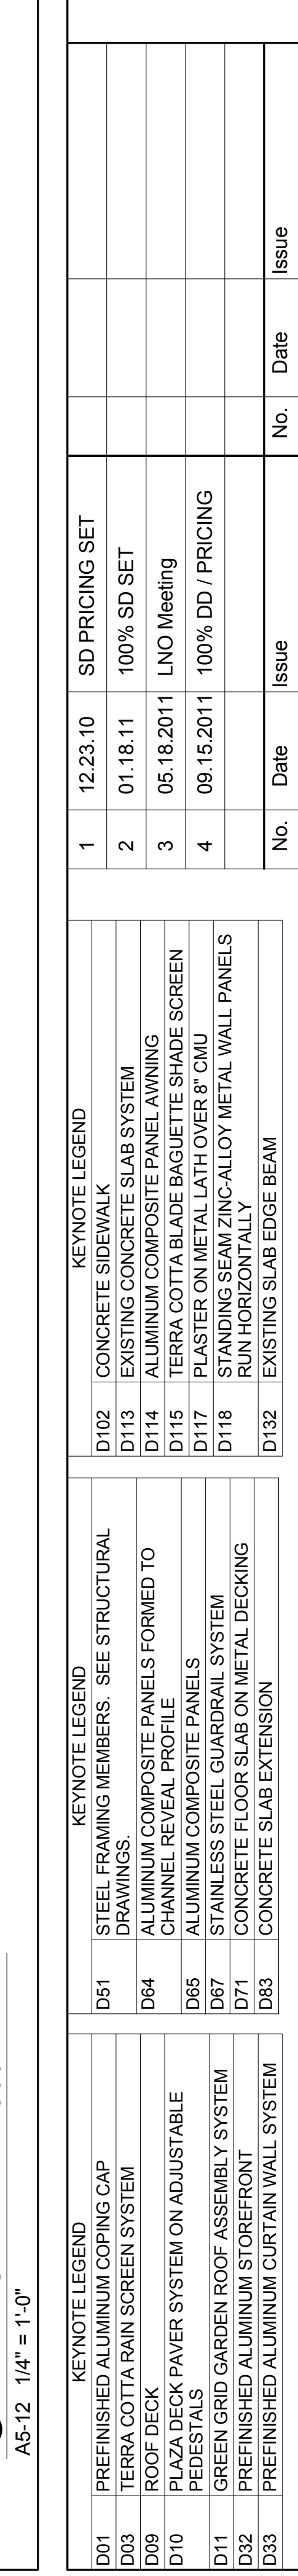 A5-12 1/4" = 1'-0"
KEYNOTE LEGEND
D01 PREFINISHED ALUMINUM COPING CAP
D03 TERRA COTTA RAIN SCREEN SYSTEM
D09 ROOF DECK
D10 PLAZA DECK PAVER SYSTEM ON ADJUSTABLE
PEDESTALS
D11 GREEN GRID GARDEN ROOF ASSEMBLY SYSTEM
D32 PREFINISHED ALUMINUM STOREFRONT
D33 PREFINISHED ALUMINUM CURTAIN WALL SYSTEM
KEYNOTE LEGEND
D51 STEEL FRAMING MEMBERS. SEE STRUCTURAL
DRAWINGS.
D64 ALUMINUM COMPOSITE PANELS FORMED TO
CHANNEL REVEAL PROFILE
D65 ALUMINUM COMPOSITE PANELS
D67 STAINLESS STEEL GUARDRAIL SYSTEM
D71 CONCRETE FLOOR SLAB ON METAL DECKING
D83 CONCRETE SLAB EXTENSION
KEYNOTE LEGEND
D102 CONCRETE SIDEWALK
D113 EXISTING CONCRETE SLAB SYSTEM
D114 ALUMINUM COMPOSITE PANEL AWNING
D115 TERRA COTTA BLADE BAGUETTE SHADE SCREEN
D117 PLASTER ON METAL LATH OVER 8" CMU
D118 STANDING SEAM ZINC-ALLOY METAL WALL PANELS
RUN HORIZONTALLY
D132 EXISTING SLAB EDGE BEAM
1 12.23.10 SD PRICING SET
2 01.18.11 100% SD SET
3 05.18.2011 LNO Meeting
4 09.15.2011 100% DD / PRICING
No. Date Issue
No. Date Issue